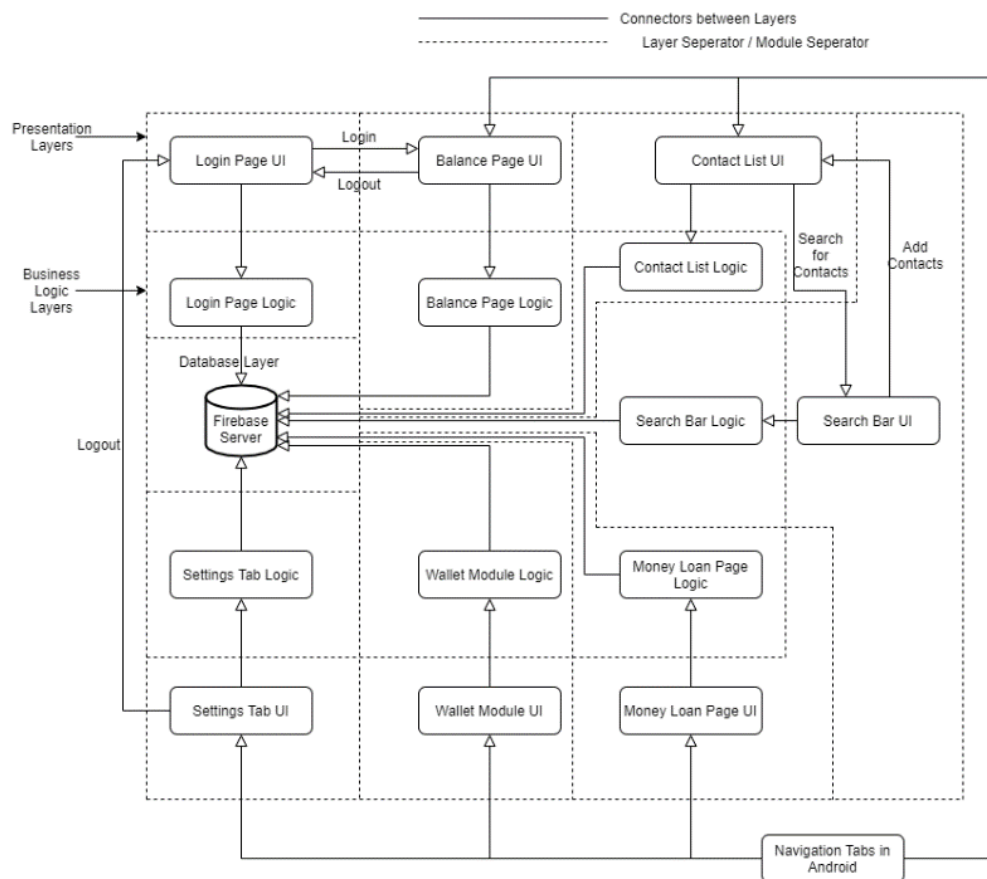 Connectors between Layers
Layer Seperator / Module Seperator
Presentation
Layers
Login Page UI
Login
Logout
Balance Page UI
Contact List UI
Search
for
Contacts
Add
Contacts
Business
Logic
Layers
Login Page Logic
Balance Page Logic
Contact List Logic
Database Layer
Firebase
Server
Search Bar Logic
Search Bar UI
Logout
Settings Tab Logic
Wallet Module Logic
Money Loan Page
Logic
Settings Tab UI
Wallet Module UI
Money Loan Page UI
Navigation Tabs in
Android